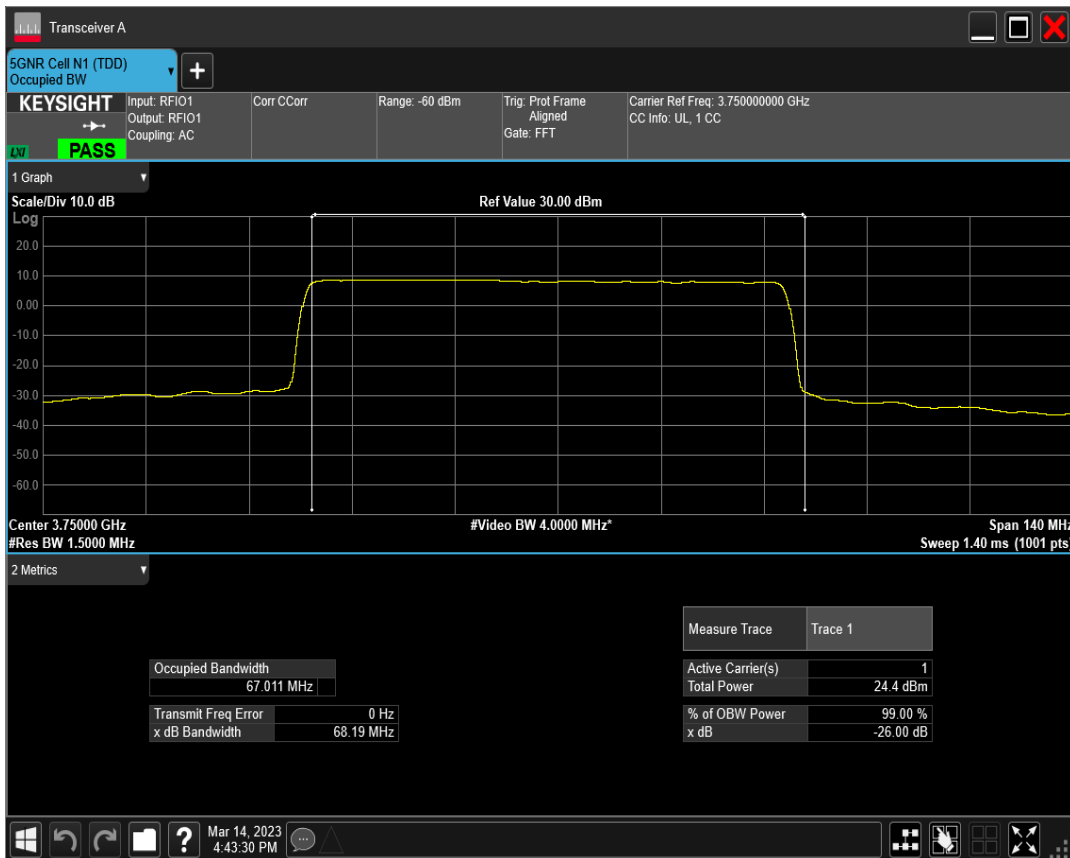 Transceiver A
5GNR Cell N1 (TDD)
Occupied BW
+
KEYSIGHT
LXI
PASS
Input: RFIO1
Output: RFIO1
Coupling: AC
Corr CCorr
Range: -60 dBm
Trig: Prot Frame
Aligned
Gate: FFT
Carrier Ref Freq: 3.750000000 GHz
CC Info: UL, 1 CC
1 Graph
Scale/Div 10.0 dB
Ref Value 30.00 dBm
Log
20.0
10.0
0.00
-10.0
-20.0
-30.0
-40.0
-50.0
-60.0
Center 3.75000 GHz
#Video BW 4.0000 MHz*
Span 140 MHz
#Res BW 1.5000 MHz
Sweep 1.40 ms (1001 pts)
2 Metrics
Measure Trace Trace 1
Occupied Bandwidth
67.011 MHz
Active Carrier(s) 1
Total Power 24.4 dBm
Transmit Freq Error 0 Hz
x dB Bandwidth 68.19 MHz
% of OBW Power 99.00 %
x dB -26.00 dB
?
Mar 14, 2023
4:43:30 PM